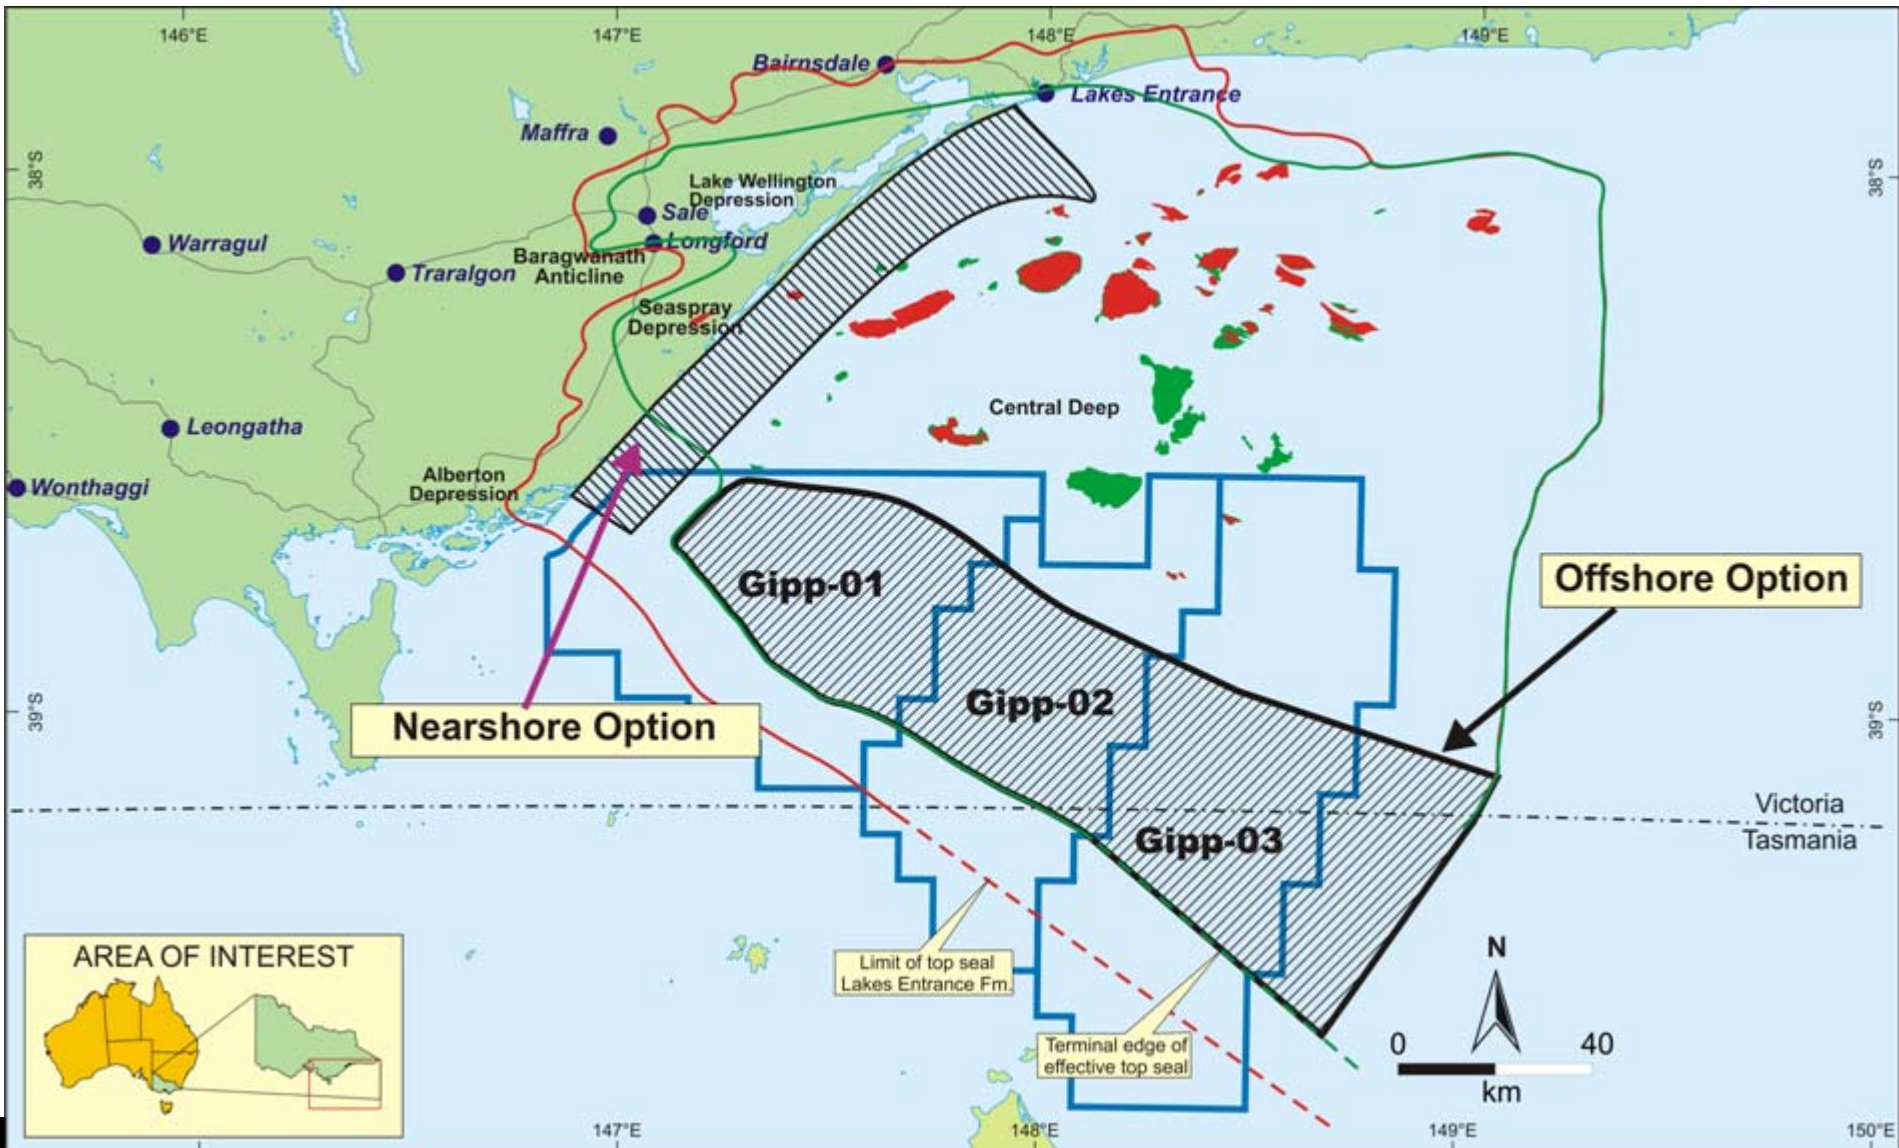 146°E
147°E
148°E
149°E
Bairnsdale
Lakes Entrance
Maffra
38°S
38°S
Lake Wellington
Depression
Sale
Warragul
Longford
Baragwanath
Anticline
Traralgon
Seaspray
Depression
Central Deep
Leongatha
Alberton
Depression
Wonthaggi
Offshore Option
Gipp-01
Gipp-02
39°S
39°S
Nearshore Option
Victoria
Tasmania
Gipp-03
AREA OF INTEREST
Limit of top seal
Lakes Entrance Fm.
N
Terminal edge of
effective top seal
0 40
km
147°E
148°E
149°E
150°E